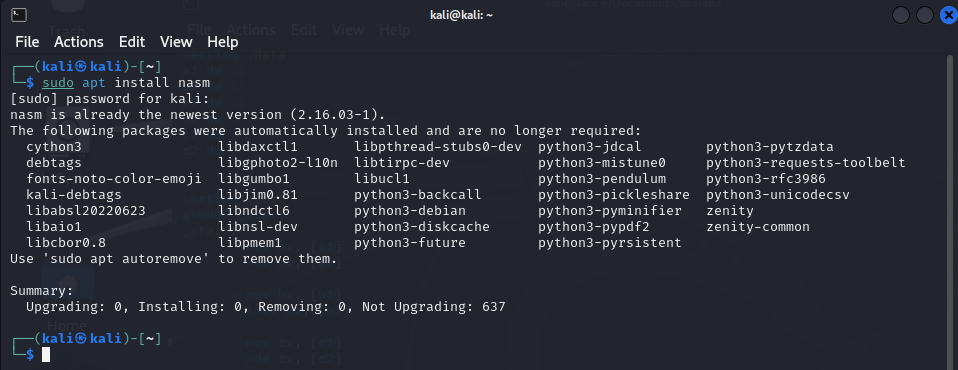 kali@kali: ~
File Actions Edit View Help
┌──(kali㉿kali)-[~]
└─$ sudo apt install nasm
[sudo] password for kali:
nasm is already the newest version (2.16.03-1).
The following packages were automatically installed and are no longer required:
cython3 libdaxctl1 libpthread-stubs0-dev python3-jdcal python3-pytzdata
debtags libgphoto2-l10n libtirpc-dev python3-mistune0 python3-requests-toolbelt
fonts-noto-color-emoji libgumbo1 libucl1 python3-pendulum python3-rfc3986
kali-debtags libjim0.81 python3-backcall python3-pickleshare python3-unicodecsv
libabsl20220623 libndctl6 python3-debian python3-pyminifier zenity
libaio1 libnsl-dev python3-diskcache python3-pypdf2 zenity-common
libcbor0.8 libpmem1 python3-future python3-pyrsistent
Use 'sudo apt autoremove' to remove them.
Summary:
Upgrading: 0, Installing: 0, Removing: 0, Not Upgrading: 637
┌──(kali㉿kali)-[~]
└─$